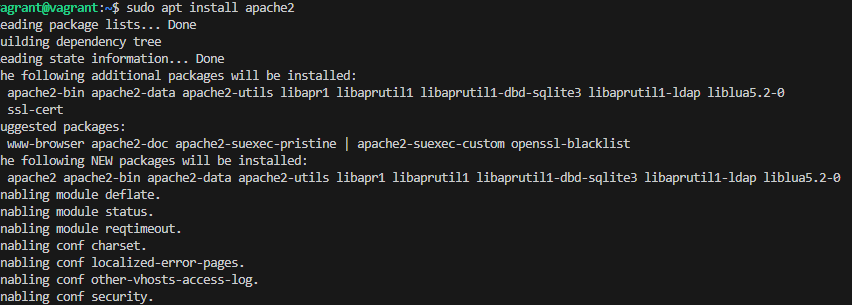 agrant@vagrant:~$ sudo apt install apache2
eading package lists... Done
uilding dependency tree
eading state information... Done
he following additional packages will be installed:
 apache2-bin apache2-data apache2-utils libapr1 libaprutil1 libaprutil1-dbd-sqlite3 libaprutil1-ldap liblua5.2-0
 ssl-cert
uggested packages:
 www-browser apache2-doc apache2-suexec-pristine | apache2-suexec-custom openssl-blacklist
he following NEW packages will be installed:
 apache2 apache2-bin apache2-data apache2-utils libapr1 libaprutil1 libaprutil1-dbd-sqlite3 libaprutil1-ldap liblua5.2-0
nabling module deflate.
nabling module status.
nabling module reqtimeout.
nabling conf charset.
nabling conf localized-error-pages.
nabling conf other-vhosts-access-log.
nabling conf security.